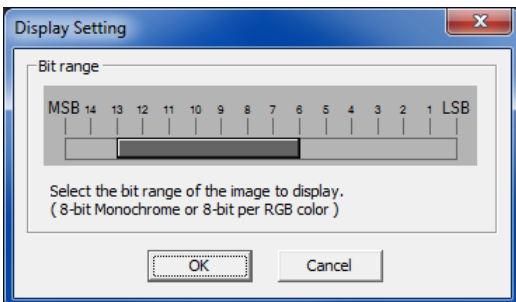 Display Setting
Bit range
MSB 14 13 12 11 10 9 8 7 6 5 4 3 2 1 LSB
Select the bit range of the image to display.
( 8-bit Monochrome or 8-bit per RGB color )
OK Cancel